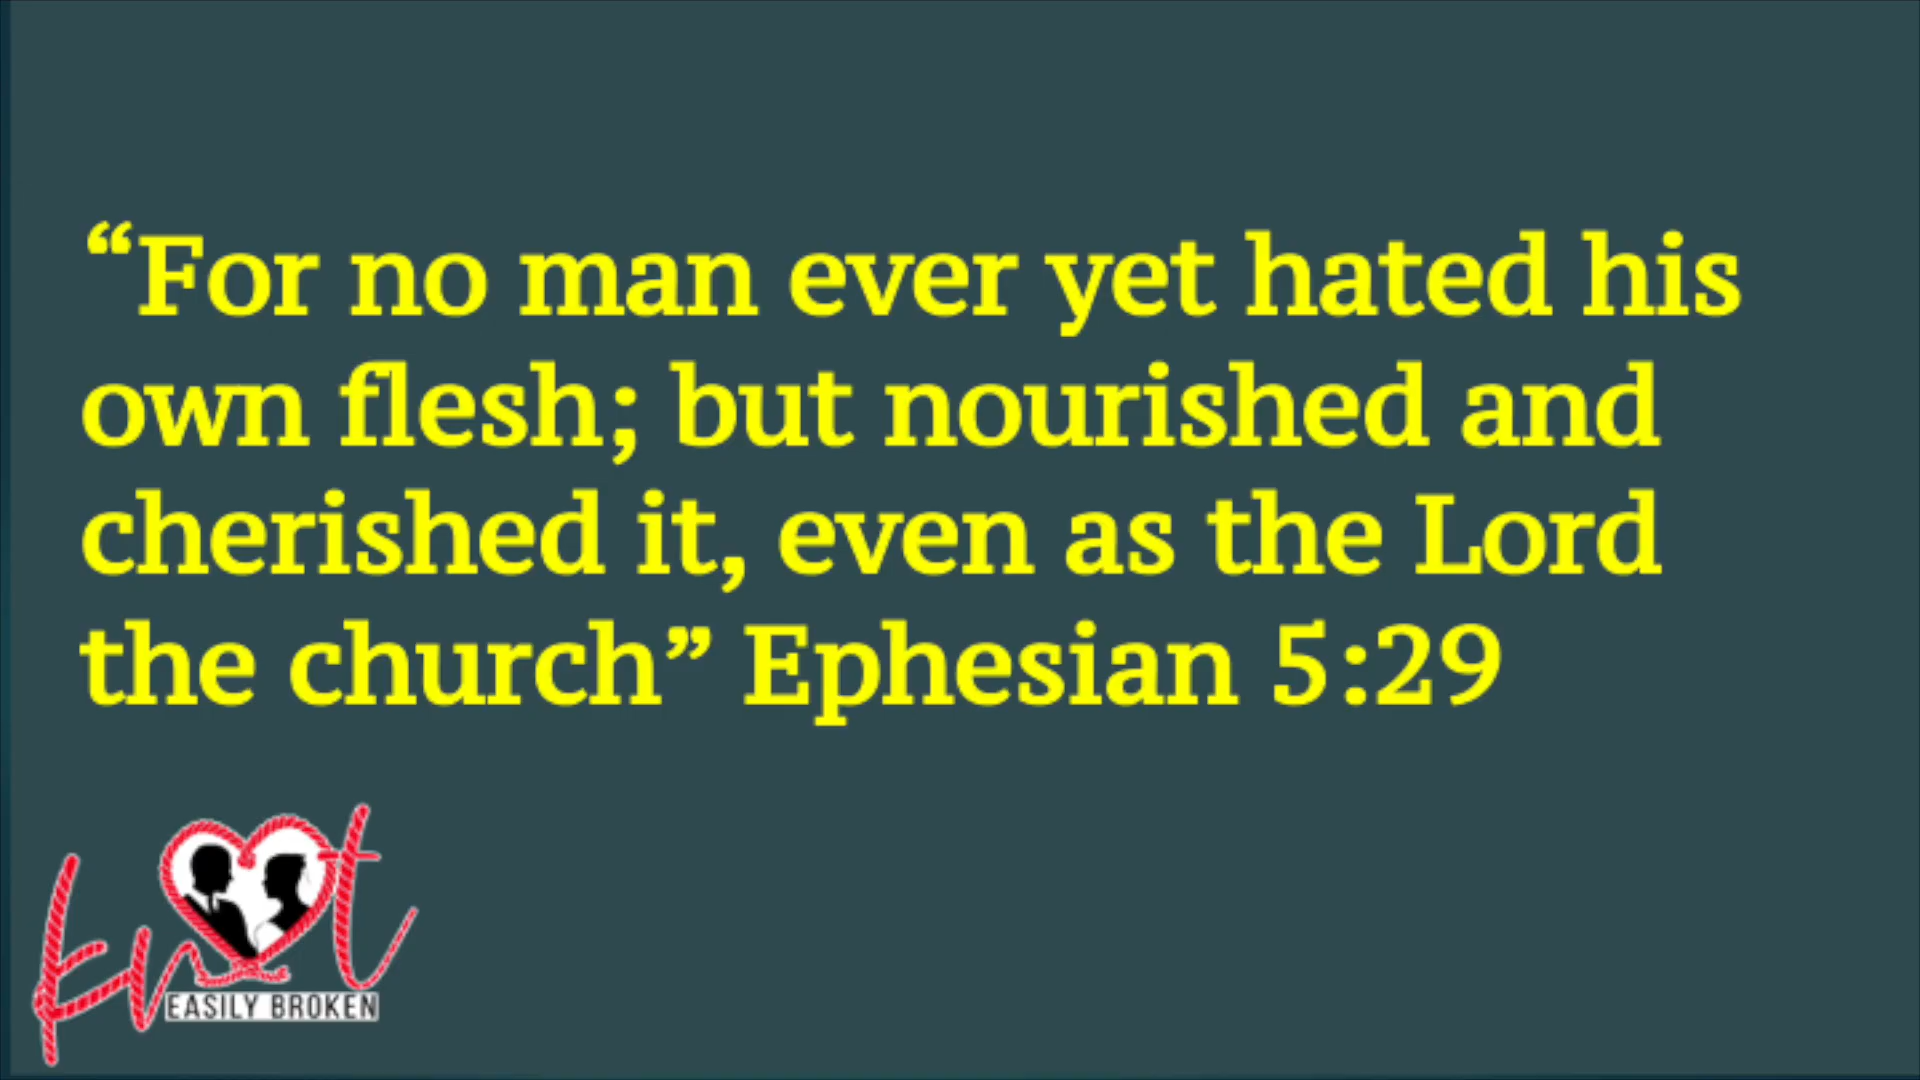 “For no man ever yet hated his
own flesh; but nourished and
cherished it, even as the Lord
the church” Ephesian 5:29
knot
EASILY BROKEN